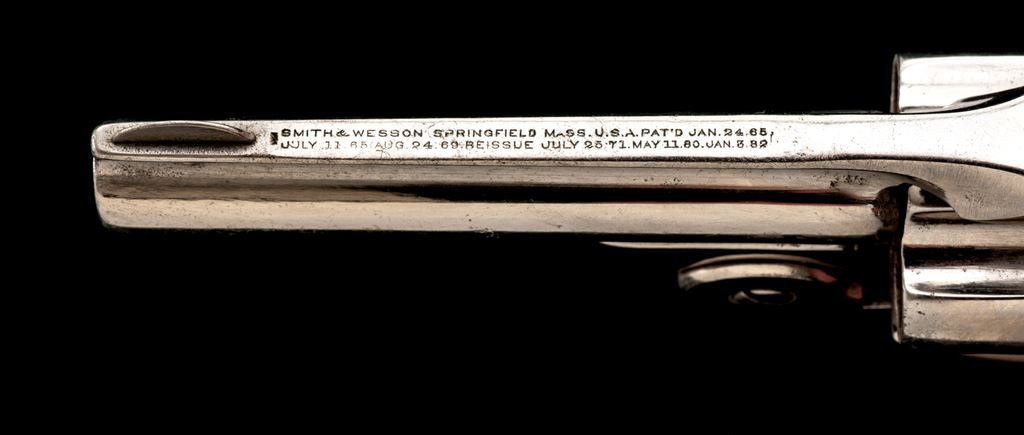 SMITH & WESSON SPRINGFIELD MASS. U.S.A. PAT'D JAN. 24. 65.
JULY 11. 65. AUG. 24. 69. REISSUE JULY 25. 71. MAY 11. 80. JAN. 3. 82